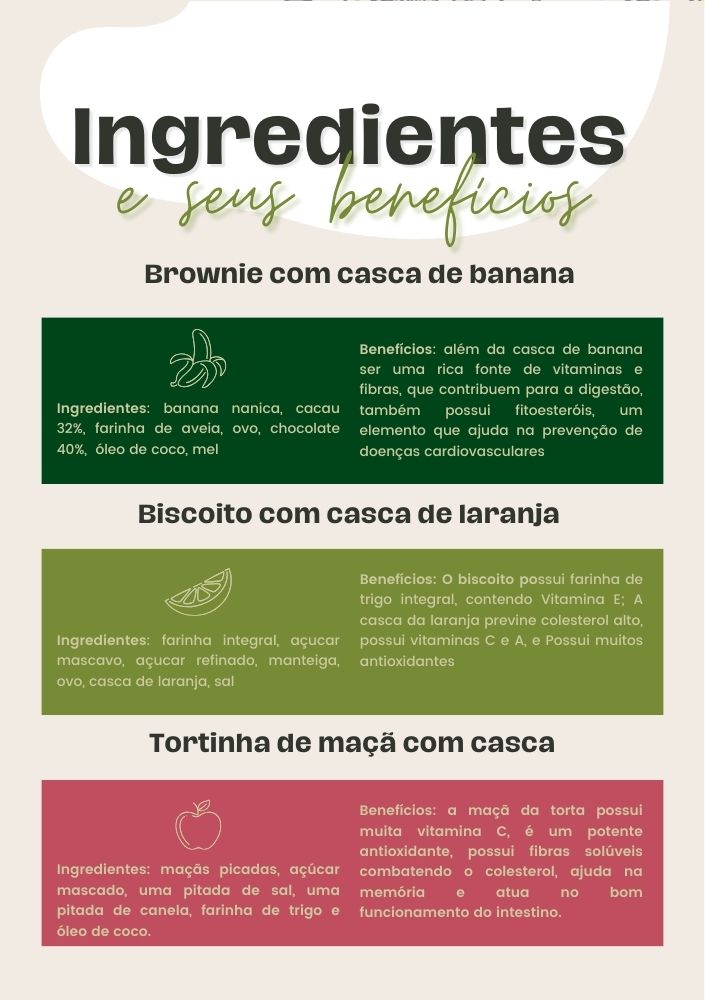 Ingredientes
e seus benefícios
Brownie com casca de banana
Ingredientes: banana nanica, cacau
32%, farinha de aveia, ovo, chocolate
40%, óleo de coco, mel
Benefícios: além da casca de banana
ser uma rica fonte de vitaminas e
fibras, que contribuem para a digestão,
também possui fitoesteróis, um
elemento que ajuda na prevenção de
doenças cardiovasculares
Biscoito com casca de laranja
Ingredientes: farinha integral, açucar
mascavo, açucar refinado, manteiga,
ovo, casca de laranja, sal
Benefícios: O biscoito possui farinha de
trigo integral, contendo Vitamina E; A
casca da laranja previne colesterol alto,
possui vitaminas C e A, e Possui muitos
antioxidantes
Tortinha de maçã com casca
Ingredientes: maçãs picadas, açúcar
mascado, uma pitada de sal, uma
pitada de canela, farinha de trigo e
óleo de coco.
Benefícios: a maçã da torta possui
muita vitamina C, é um potente
antioxidante, possui fibras solúveis
combatendo o colesterol, ajuda na
memória e atua no bom
funcionamento do intestino.